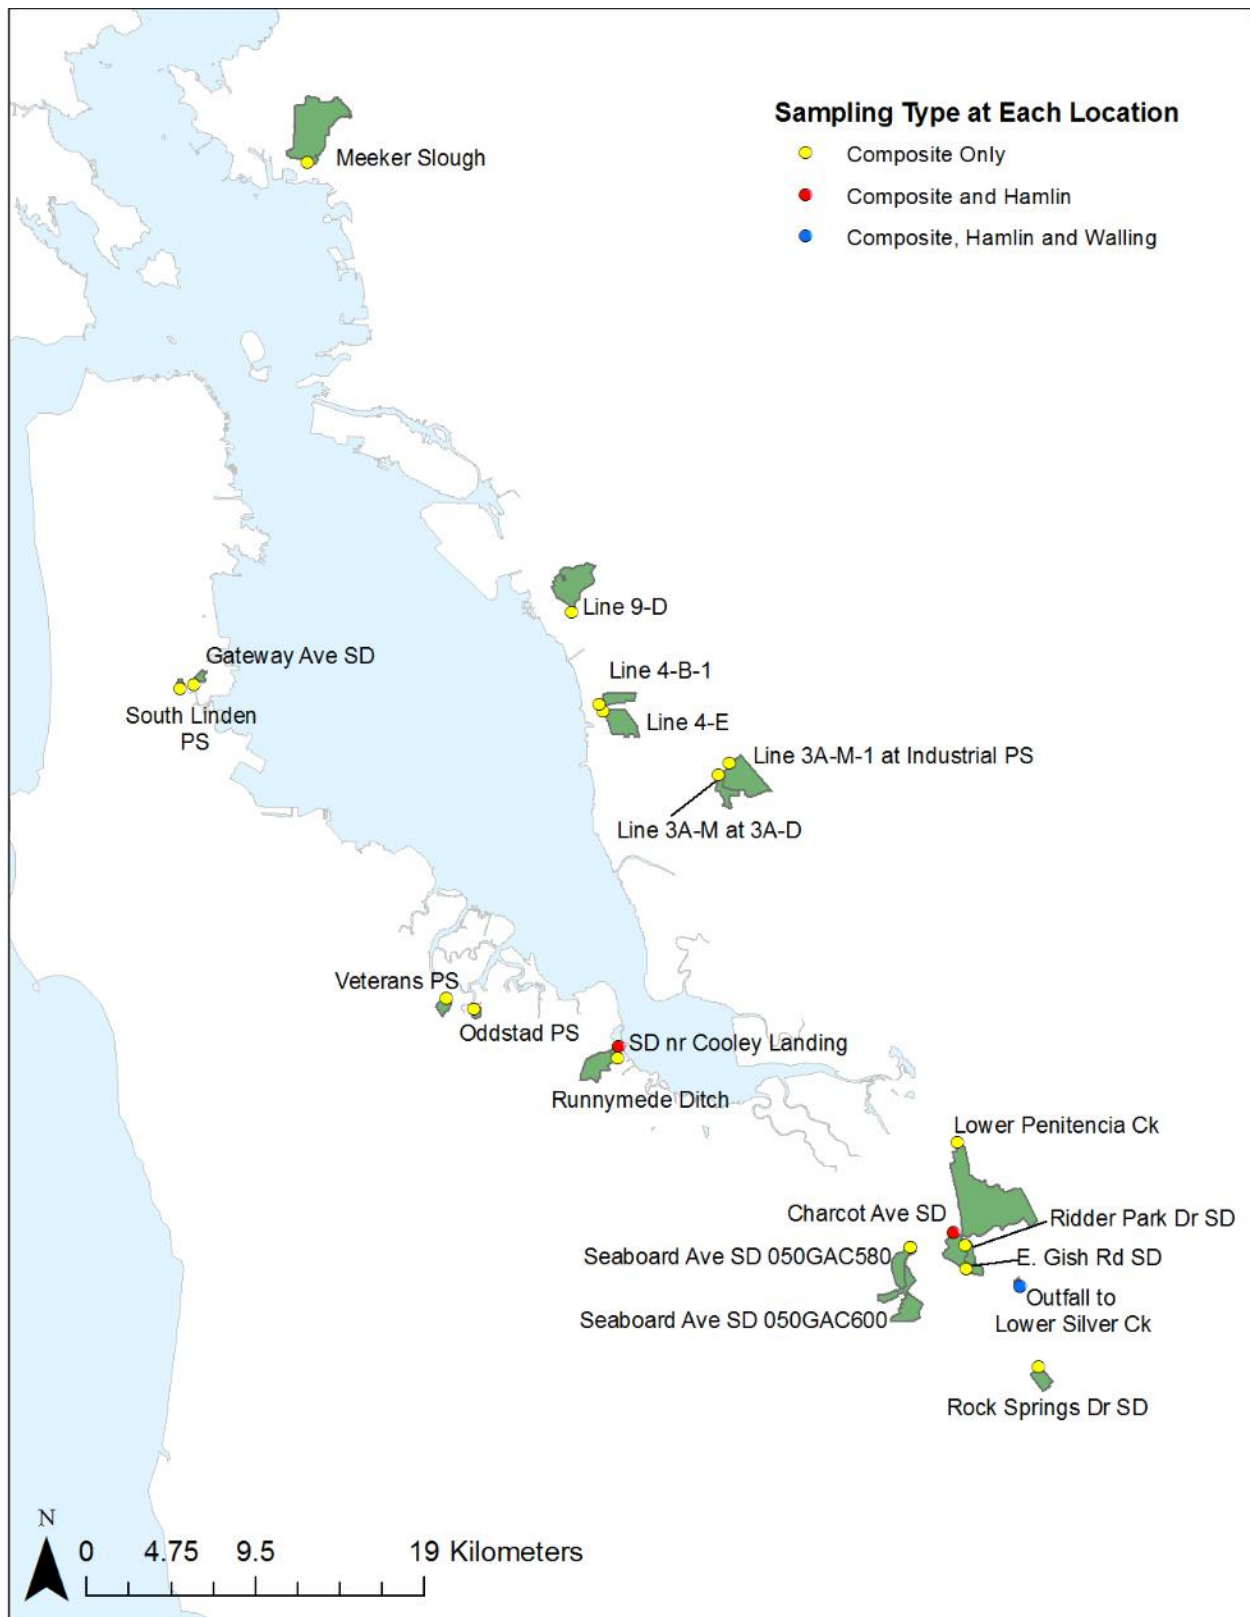 Sampling Type at Each Location
Composite Only
Composite and Hamlin
Composite, Hamlin and Walling
Meeker Slough
Line 9-D
Gateway Ave SD
South Linden
PS
Line 4-B-1
Line 4-E
Line 3A-M-1 at Industrial PS
Line 3A-M at 3A-D
Veterans PS
Oddstad PS
SD nr Cooley Landing
Runnymede Ditch
Lower Penitencia Ck
Charcot Ave SD
Ridder Park Dr SD
Seaboard Ave SD 050GAC580
E. Gish Rd SD
Outfall to
Lower Silver Ck
Seaboard Ave SD 050GAC600
Rock Springs Dr SD
N
0 4.75 9.5 19 Kilometers